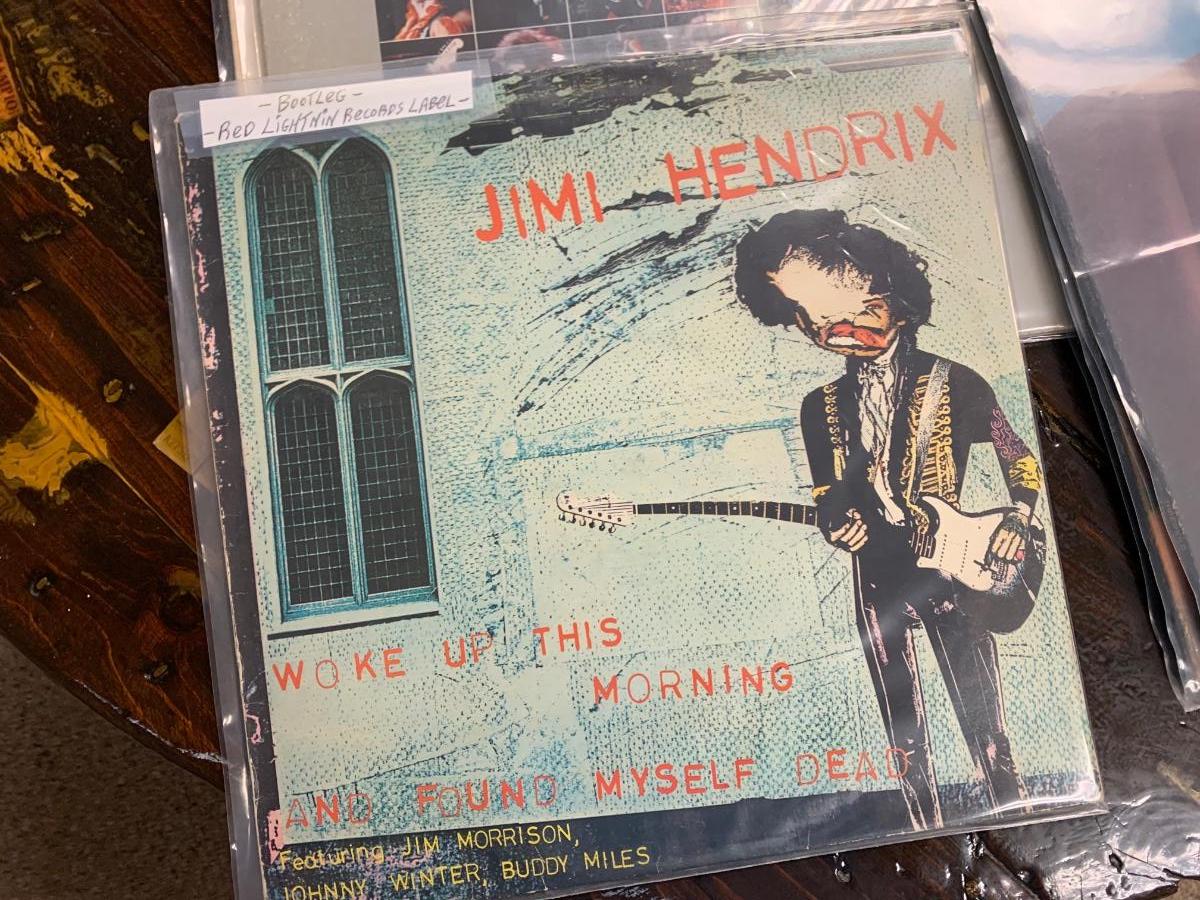 - BOOTLEG -
- RED LIGHTNIN RECORDS LABEL -
JIMI HENDRIX
WOKE UP THIS
MORNING
AND FOUND MYSELF DEAD
Featuring JIM MORRISON,
JOHNNY WINTER, BUDDY MILES